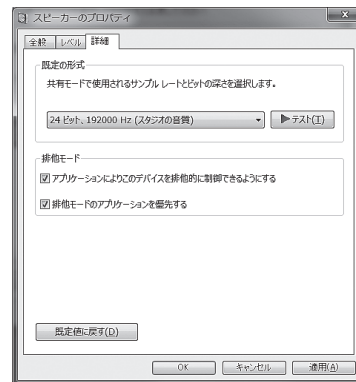 スピーカーのプロパティ
全般 レベル 詳細
既定の形式
共有モードで使用されるサンプル レートとビットの深さを選択します。
24 ビット、192000 Hz (スタジオの音質) ▶テスト(T)
排他モード
アプリケーションによりこのデバイスを排他的に制御できるようにする
排他モードのアプリケーションを優先する
既定値に戻す(D)
OK キャンセル 適用(A)